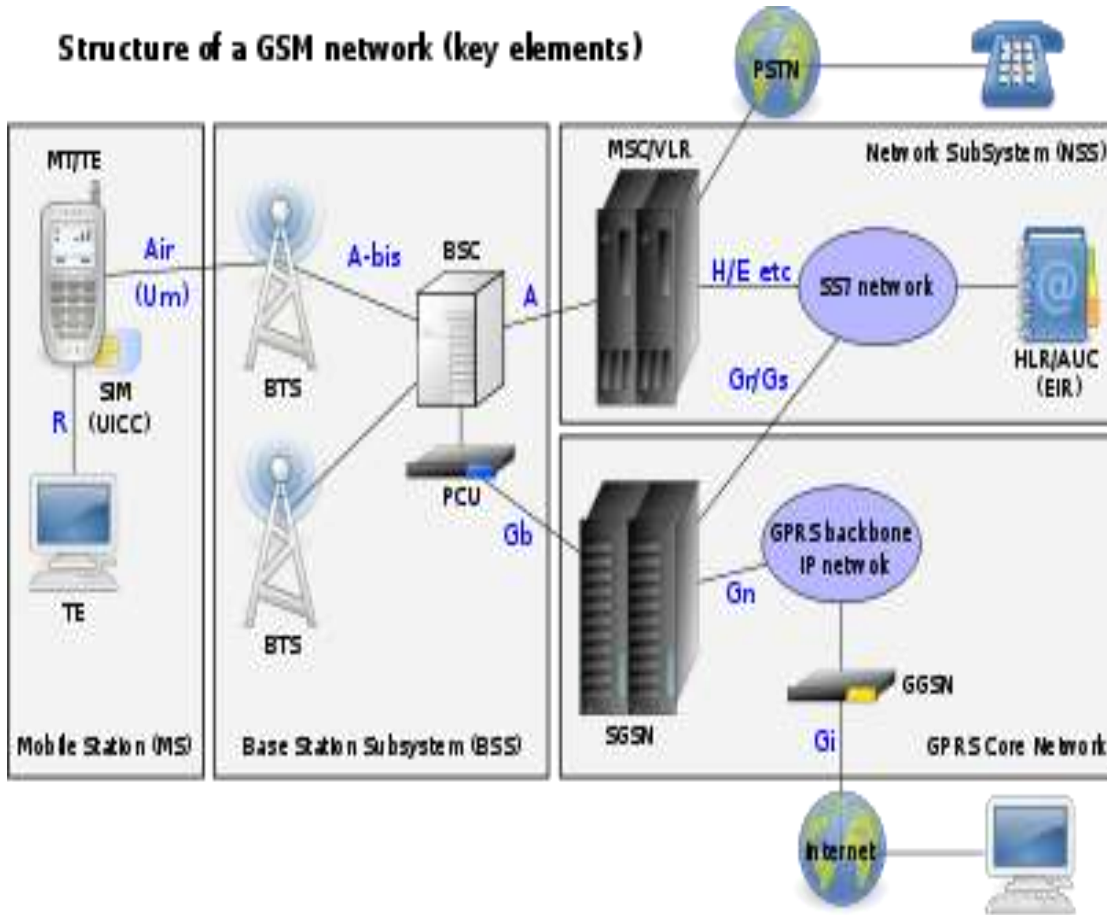 Structure of a GSM network (key elements)
PSTN
MT/TE
MSC/VLR
Network SubSystem (NSS)
Air
(Um)
A-bis
BSC
A
H/E etc
SS7 network
BTS
SIM
(UICC)
R
HLR/AUC
(EIR)
Gr/Gs
PCU
Gb
GPRS backbone
IP netwok
Gn
TE
BTS
SGSN
GGSN
Gi
Mobile Station (MS)
Base Station Subsystem (BSS)
GPRS Core Network
Internet